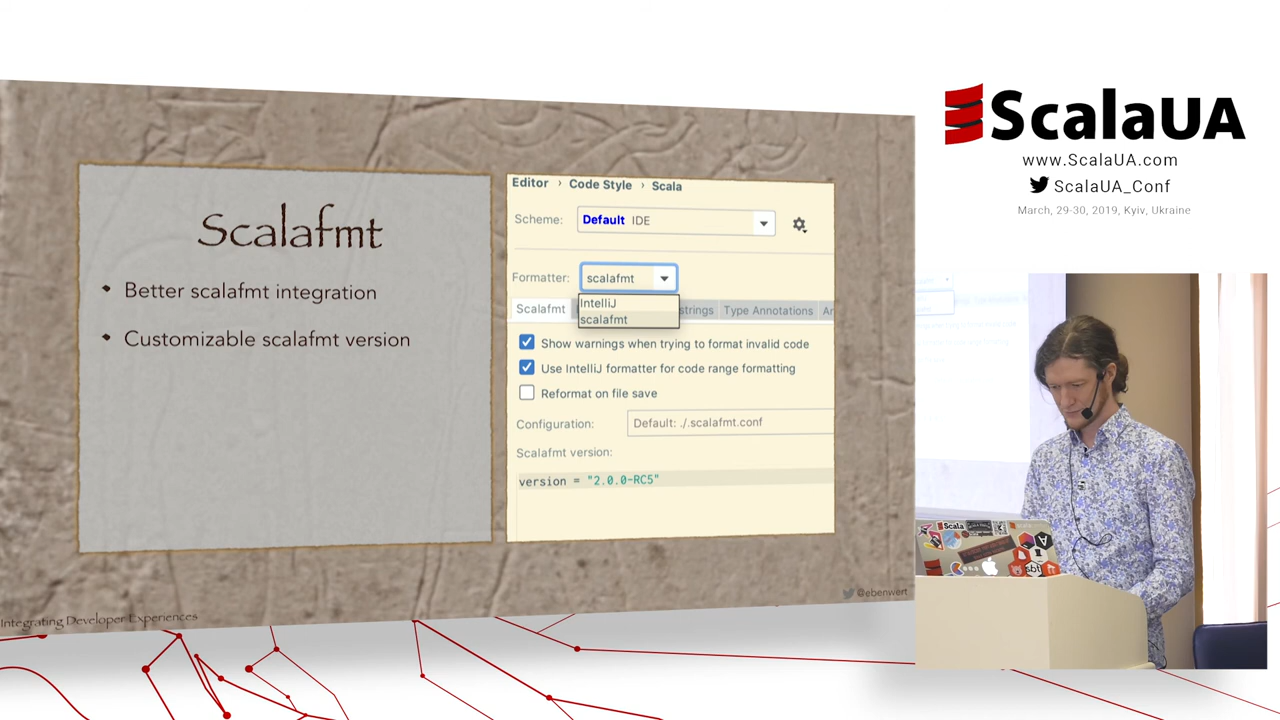 Scalafmt
Better scalafmt integration
Customizable scalafmt version
Editor › Code Style › Scala
Scheme: Default IDE
Formatter: scalafmt
IntelliJ
scalafmt
Scalafmt strings Type Annotations Ar
Show warnings when trying to format invalid code
Use IntelliJ formatter for code range formatting
Reformat on file save
Configuration: Default: ./.scalafmt.conf
Scalafmt version:
version = "2.0.0-RC5"
@ebenwert
Integrating Developer Experiences
ScalaUA
www.ScalaUA.com
ScalaUA_Conf
March, 29-30, 2019, Kyiv, Ukraine
Scala
sbt